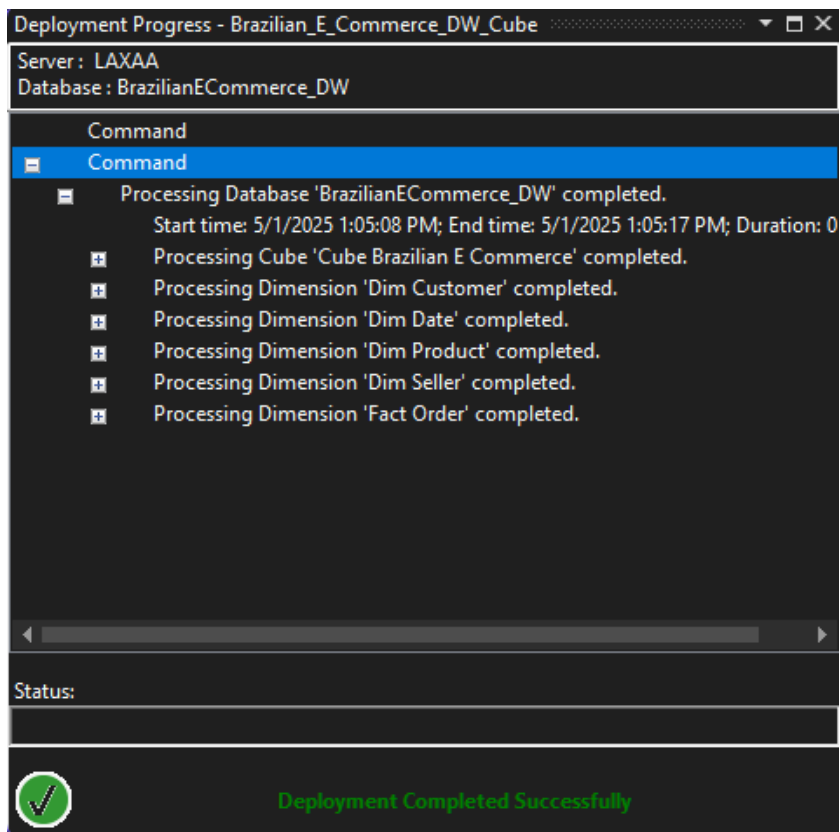 Deployment Progress - Brazilian_E_Commerce_DW_Cube
Server : LAXAA
Database : BrazilianECommerce_DW
Command
Command
Processing Database 'BrazilianECommerce_DW' completed.
Start time: 5/1/2025 1:05:08 PM; End time: 5/1/2025 1:05:17 PM; Duration: 0
Processing Cube 'Cube Brazilian E Commerce' completed.
Processing Dimension 'Dim Customer' completed.
Processing Dimension 'Dim Date' completed.
Processing Dimension 'Dim Product' completed.
Processing Dimension 'Dim Seller' completed.
Processing Dimension 'Fact Order' completed.
Status:
Deployment Completed Successfully